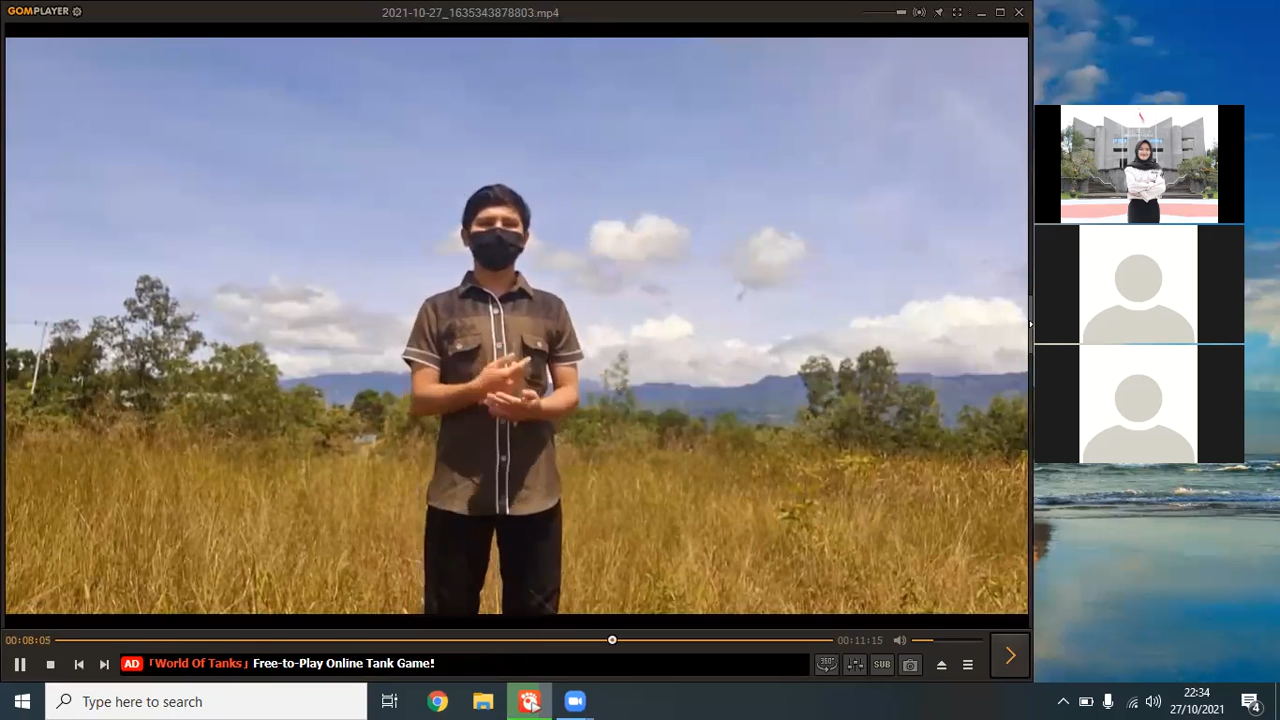 GOMPLAYER
2021-10-27_1635343878803.mp4
00:08:05
00:11:15
AD 「World Of Tanks」 Free-to-Play Online Tank Game!
360°
SUB
Type here to search
22:34
27/10/2021
4